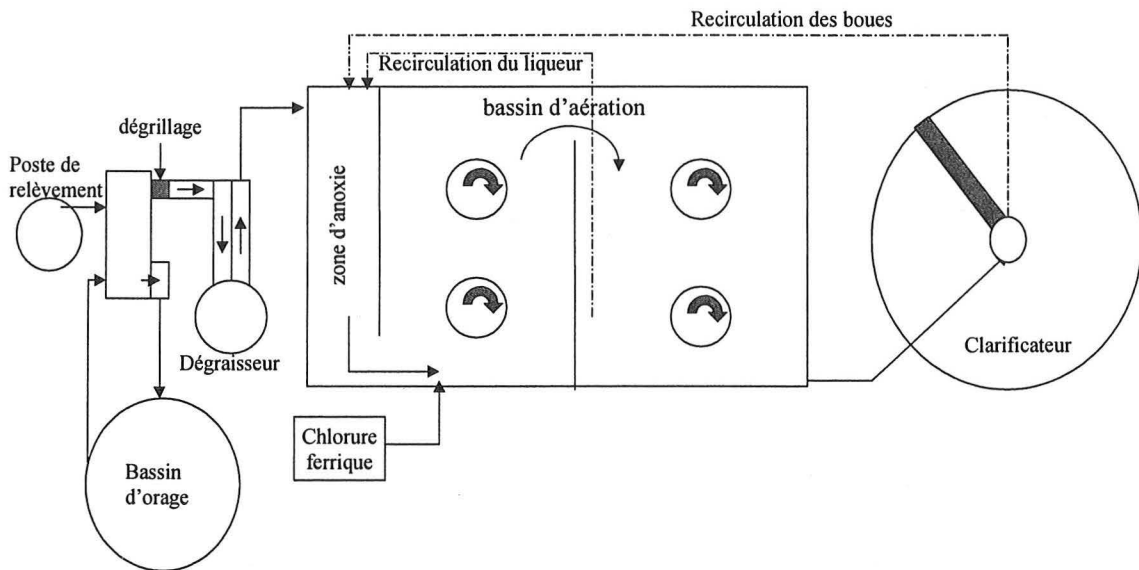 Recirculation des boues
Recirculation du liqueur
bassin d'aération
dégrillage
Poste de
relèvement
zone d'anoxie
Dégraisseur
Clarificateur
Chlorure
ferrique
Bassin
d'orage